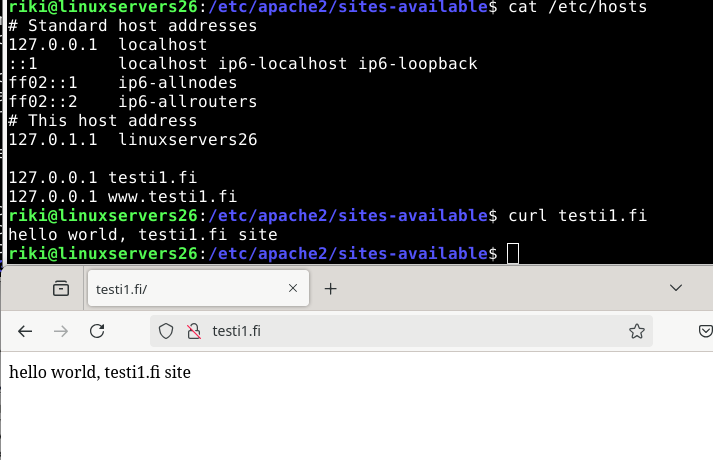 riki@linuxservers26:/etc/apache2/sites-available$ cat /etc/hosts
# Standard host addresses
127.0.0.1  localhost
::1        localhost ip6-localhost ip6-loopback
ff02::1    ip6-allnodes
ff02::2    ip6-allrouters
# This host address
127.0.1.1  linuxservers26
127.0.0.1 testi1.fi
127.0.0.1 www.testi1.fi
riki@linuxservers26:/etc/apache2/sites-available$ curl testi1.fi
hello world, testi1.fi site
riki@linuxservers26:/etc/apache2/sites-available$
testi1.fi/
testi1.fi
hello world, testi1.fi site